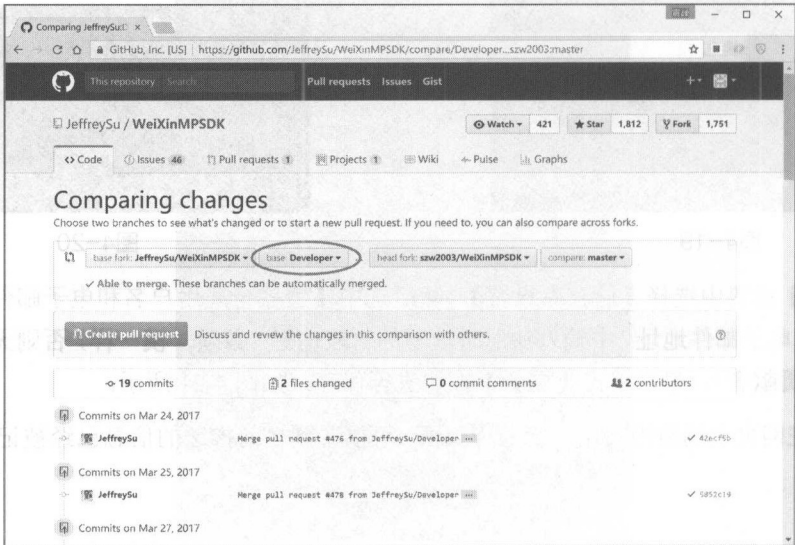 Comparing JeffreySu:D
GitHub, Inc. [US] https://github.com/JeffreySu/WeiXinMPSDK/compare/Developer...szw2003:master
This repository Search Pull requests Issues Gist
JeffreySu / WeiXinMPSDK Watch 421 Star 1,812 Fork 1,751
Code Issues 46 Pull requests 1 Projects 1 Wiki Pulse Graphs
Comparing changes
Choose two branches to see what's changed or to start a new pull request. If you need to, you can also compare across forks.
base fork: JeffreySu/WeiXinMPSDK base: Developer ... head fork: szw2003/WeiXinMPSDK compare: master
Able to merge. These branches can be automatically merged.
Create pull request Discuss and review the changes in this comparison with others.
19 commits 2 files changed 0 commit comments 2 contributors
Commits on Mar 24, 2017
JeffreySu Merge pull request #476 from JeffreySu/Developer ... 42ecf5b
Commits on Mar 25, 2017
JeffreySu Merge pull request #478 from JeffreySu/Developer ...
Commits on Mar 27, 2017